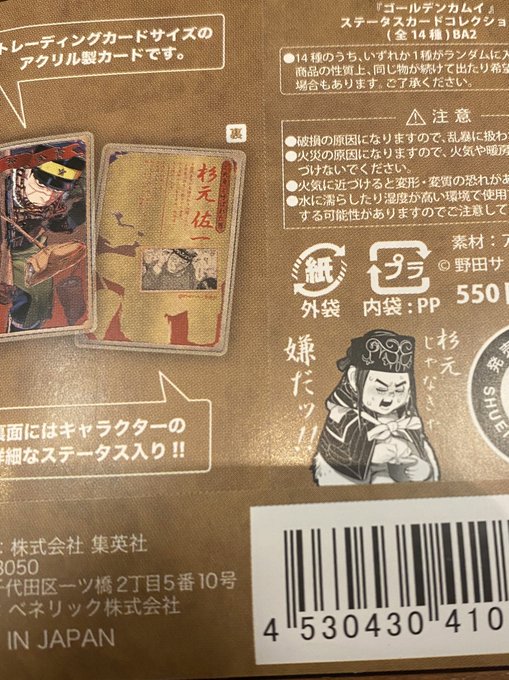 トレーディングカードサイズの
アクリル製カードです。
裏
杉元佐一
裏面にはキャラクターの
詳細なステータス入り!!
: 株式会社 集英社
3050
千代田区一ツ橋2丁目5番10号
: ベネリック株式会社
IN JAPAN
『ゴールデンカムイ』
ステータスカードコレクショ
(全14種)BA2
●14種のうち、いずれか1種がランダムに入
商品の性質上、同じ物が続けて出たり希望
場合もあります。ご了承ください。
⚠注意
●破損の原因になりますので、乱暴に扱わ
●火災の原因になりますので、火気や暖房
づけないでください。
●火気に近づけると変形・変質の恐れがあ
●水に濡らしたり湿度が高い環境で使用
する可能性がありますのでご注意して
素材:ア
紙
外袋
プラ
内袋:PP
©野田サ
550
杉元
じゃなきゃ
嫌だッ!!
発売
SHUEI
4 530430 410